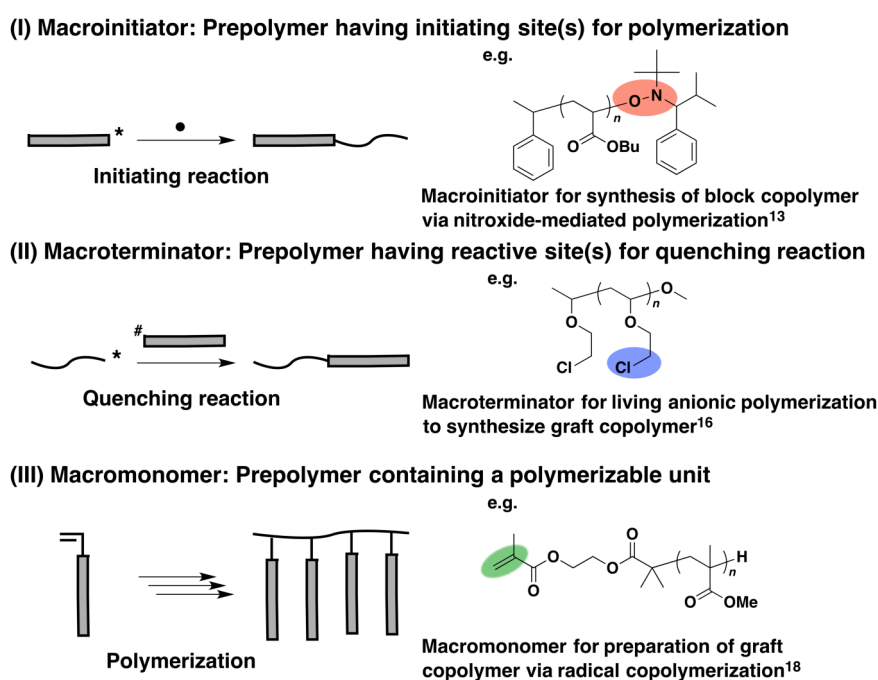 (I) Macroinitiator: Prepolymer having initiating site(s) for polymerization
e.g.
*
Initiating reaction
O
N
n
O
OBu
Macroinitiator for synthesis of block copolymer
via nitroxide-mediated polymerization13
(II) Macroterminator: Prepolymer having reactive site(s) for quenching reaction
e.g.
#
*
Quenching reaction
O
n
O
O
Cl
Cl
Macroterminator for living anionic polymerization
to synthesize graft copolymer16
(III) Macromonomer: Prepolymer containing a polymerizable unit
e.g.
Polymerization
O
O
O
O
H
n
O
OMe
Macromonomer for preparation of graft
copolymer via radical copolymerization18